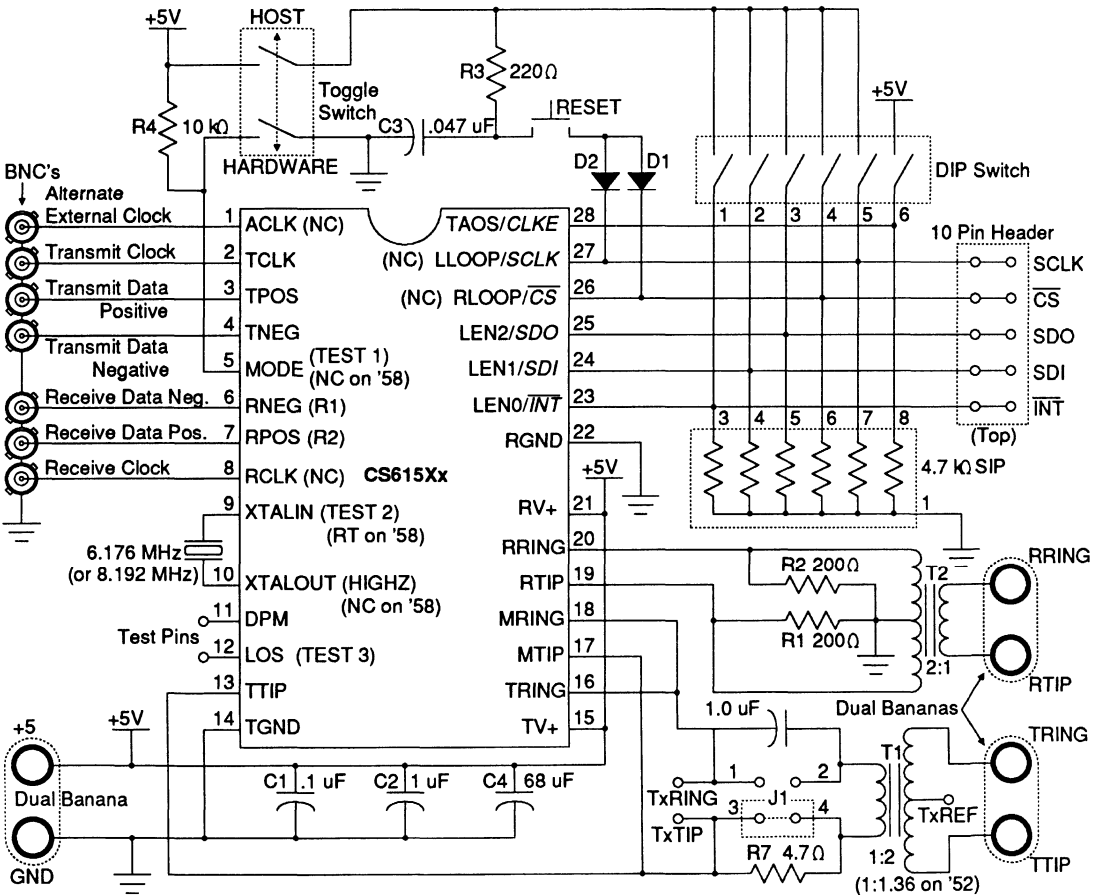 +5V
HOST
R3
220Ω
Toggle
Switch
R4
10 kΩ
C3
.047 uF
RESET
+5V
HARDWARE
D2
D1
DIP Switch
BNC's
Alternate
External Clock
1
ACLK (NC)
TAOS/CLKE
28
1
2
3
4
5
6
10 Pin Header
Transmit Clock
2
TCLK
(NC) LLOOP/SCLK
27
SCLK
Transmit Data
Positive
3
TPOS
(NC) RLOOP/CS
26
CS
4
TNEG
LEN2/SDO
25
SDO
Transmit Data
Negative
5
MODE
(TEST 1)
(NC on '58)
LEN1/SDI
24
SDI
Receive Data Neg.
6
RNEG (R1)
LEN0/INT
23
INT
3
4
5
6
7
8
(Top)
Receive Data Pos.
7
RPOS (R2)
RGND
22
Receive Clock
8
RCLK (NC)
CS615Xx
+5V
4.7 kΩ SIP
9
XTALIN (TEST 2)
(RT on '58)
RV+
21
1
6.176 MHz
(or 8.192 MHz)
RRING
20
R2 200Ω
T2
RRING
10
XTALOUT (HIGHZ)
(NC on '58)
RTIP
19
11
DPM
MRING
18
R1 200Ω
Test Pins
12
LOS (TEST 3)
MTIP
17
2:1
RTIP
13
TTIP
TRING
16
1.0 uF
Dual Bananas
+5
+5V
14
TGND
TV+
15
T1
TRING
C1
.1 uF
C2
1 uF
C4
68 uF
1
2
Dual Banana
TxRING
J1
TxREF
3
4
TxTIP
GND
R7 4.7Ω
1:2
(1:1.36 on '52)
TTIP